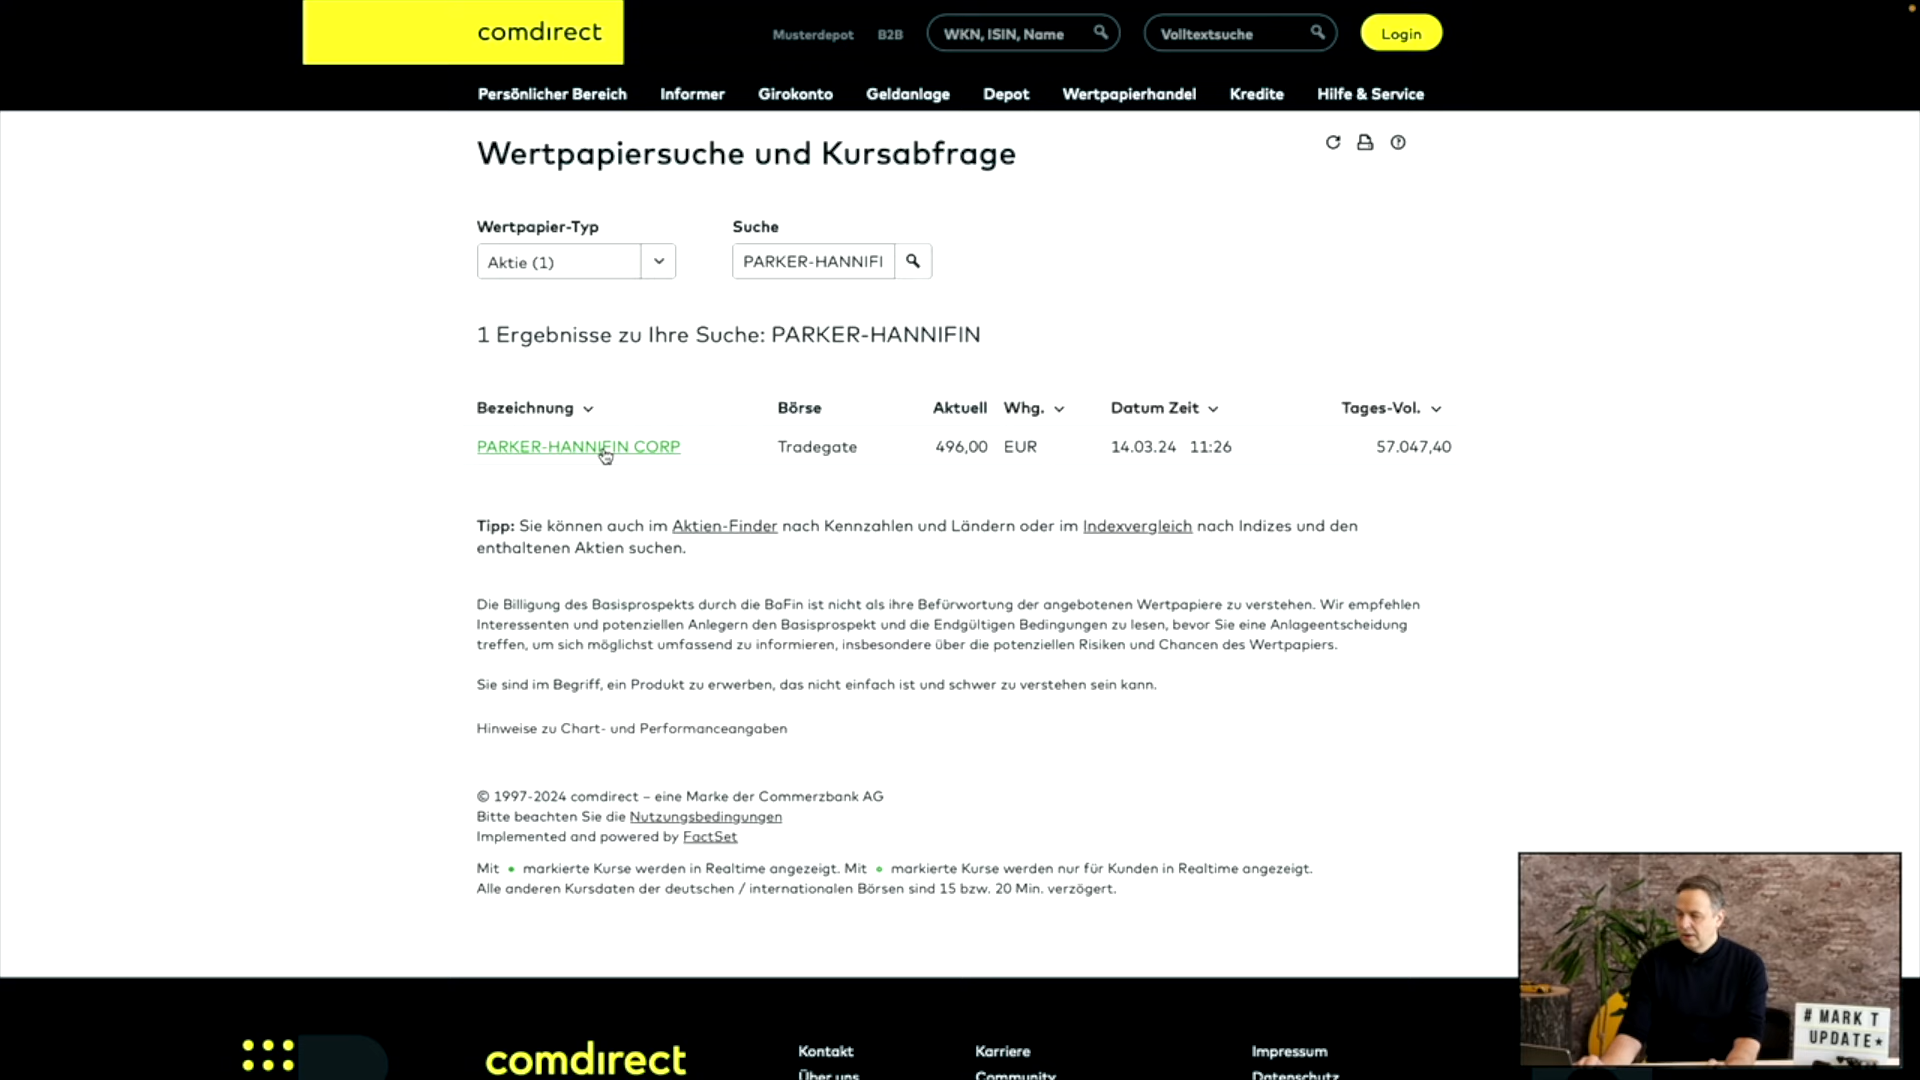 comdirect
Musterdepot B2B WKN, ISIN, Name Volltextsuche Login
Persönlicher Bereich Informer Girokonto Geldanlage Depot Wertpapierhandel Kredite Hilfe & Service
Wertpapiersuche und Kursabfrage
Wertpapier-Typ Suche
Aktie (1) PARKER-HANNIFI
1 Ergebnisse zu Ihre Suche: PARKER-HANNIFIN
Bezeichnung Börse Aktuell Whg. Datum Zeit Tages-Vol.
PARKER-HANNIFIN CORP Tradegate 496,00 EUR 14.03.24 11:26 57.047,40
Tipp: Sie können auch im Aktien-Finder nach Kennzahlen und Ländern oder im Indexvergleich nach Indizes und den
enthaltenen Aktien suchen.
Die Billigung des Basisprospekts durch die BaFin ist nicht als ihre Befürwortung der angebotenen Wertpapiere zu verstehen. Wir empfehlen
Interessenten und potenziellen Anlegern den Basisprospekt und die Endgültigen Bedingungen zu lesen, bevor Sie eine Anlageentscheidung
treffen, um sich möglichst umfassend zu informieren, insbesondere über die potenziellen Risiken und Chancen des Wertpapiers.
Sie sind im Begriff, ein Produkt zu erwerben, das nicht einfach ist und schwer zu verstehen sein kann.
Hinweise zu Chart- und Performanceangaben
© 1997-2024 comdirect – eine Marke der Commerzbank AG
Bitte beachten Sie die Nutzungsbedingungen
Implemented and powered by FactSet
Mit • markierte Kurse werden in Realtime angezeigt. Mit ∘ markierte Kurse werden nur für Kunden in Realtime angezeigt.
Alle anderen Kursdaten der deutschen / internationalen Börsen sind 15 bzw. 20 Min. verzögert.
# MARKT
UPDATE★
comdirect
Kontakt Karriere Impressum
Über uns Community Datenschutz